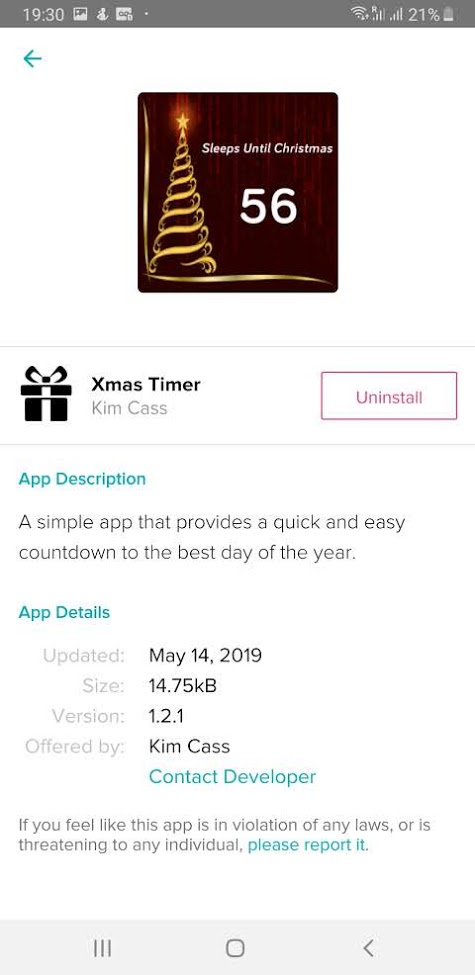 19:30
21%
Sleeps Until Christmas
56
Xmas Timer
Kim Cass
Uninstall
App Description
A simple app that provides a quick and easy
countdown to the best day of the year.
App Details
Updated: May 14, 2019
Size: 14.75kB
Version: 1.2.1
Offered by: Kim Cass
Contact Developer
If you feel like this app is in violation of any laws, or is
threatening to any individual, please report it.